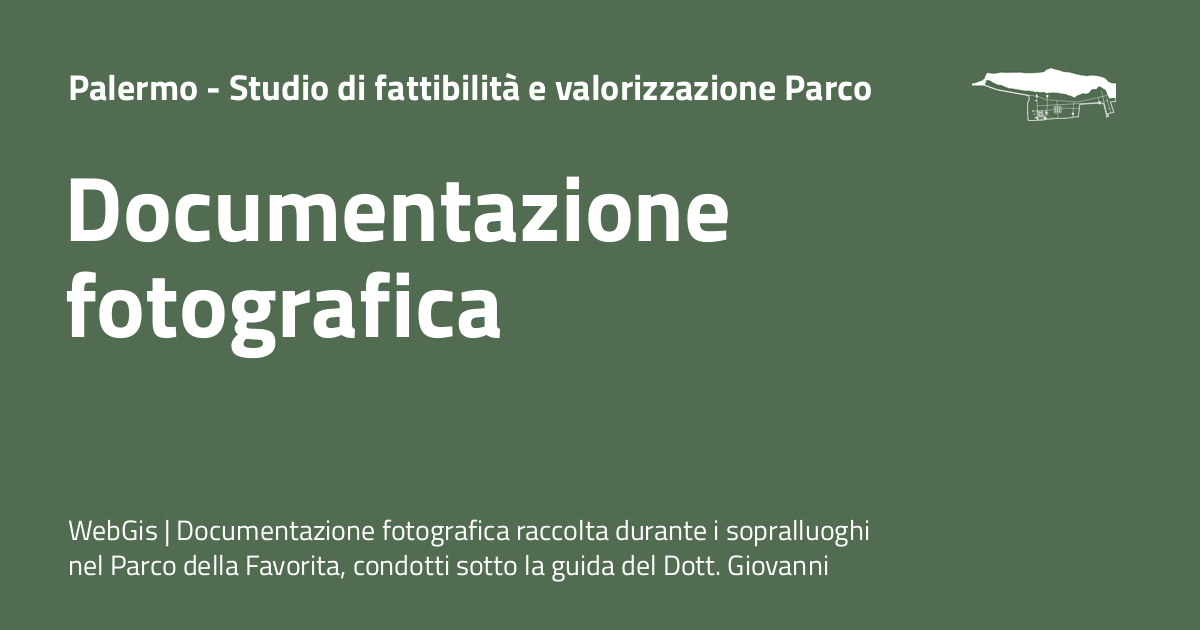 Palermo - Studio di fattibilità e valorizzazione Parco
Documentazione
fotografica
WebGis | Documentazione fotografica raccolta durante i sopralluoghi
nel Parco della Favorita, condotti sotto la guida del Dott. Giovanni